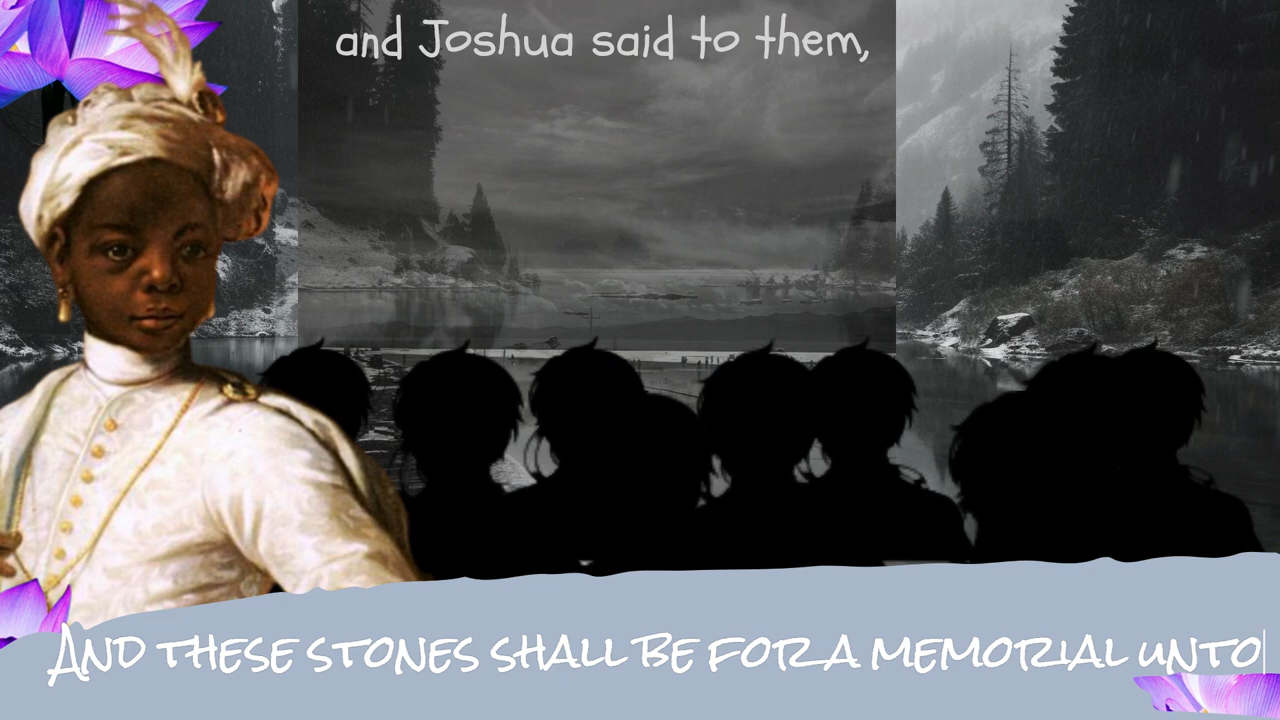 and Joshua said to them,
And these stones shall be for a memorial unto